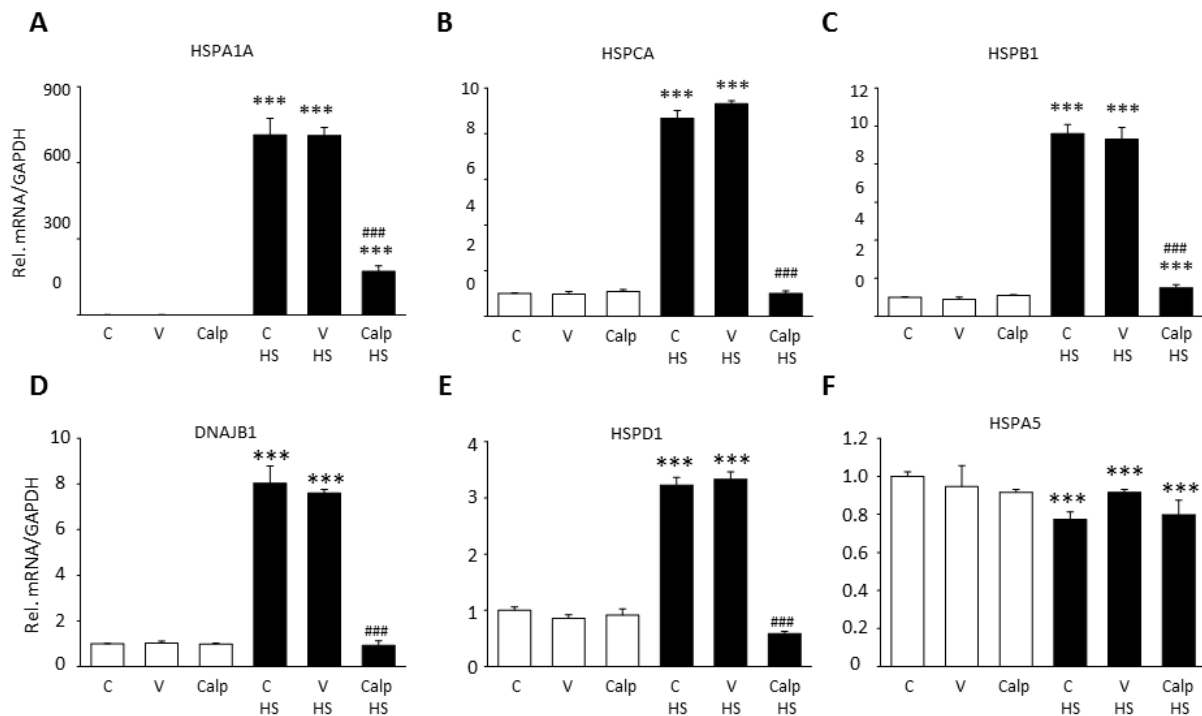 A
HSPA1A
Rel. mRNA/GAPDH
900
600
300
0
***
***
###
***
C
V
Calp
C
HS
V
HS
Calp
HS
B
HSPCA
10
8
6
4
2
0
***
***
###
C
V
Calp
C
HS
V
HS
Calp
HS
C
HSPB1
12
10
8
6
4
2
0
***
***
###
***
C
V
Calp
C
HS
V
HS
Calp
HS
D
DNAJB1
Rel. mRNA/GAPDH
10
8
6
4
2
0
***
***
###
C
V
Calp
C
HS
V
HS
Calp
HS
E
HSPD1
4
3
2
1
0
***
***
###
C
V
Calp
C
HS
V
HS
Calp
HS
F
HSPA5
1.2
1.0
0.8
0.6
0.4
0.2
0
***
***
***
C
V
Calp
C
HS
V
HS
Calp
HS